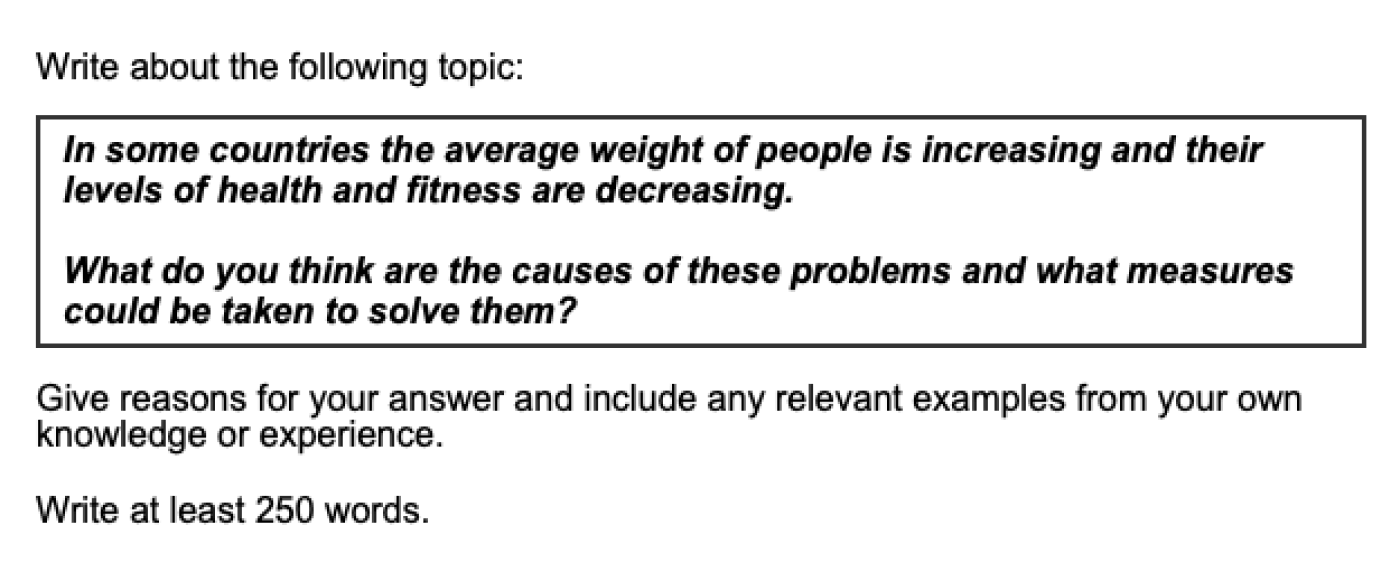 Write about the following topic:
In some countries the average weight of people is increasing and their
levels of health and fitness are decreasing.
What do you think are the causes of these problems and what measures
could be taken to solve them?
Give reasons for your answer and include any relevant examples from your own
knowledge or experience.
Write at least 250 words.